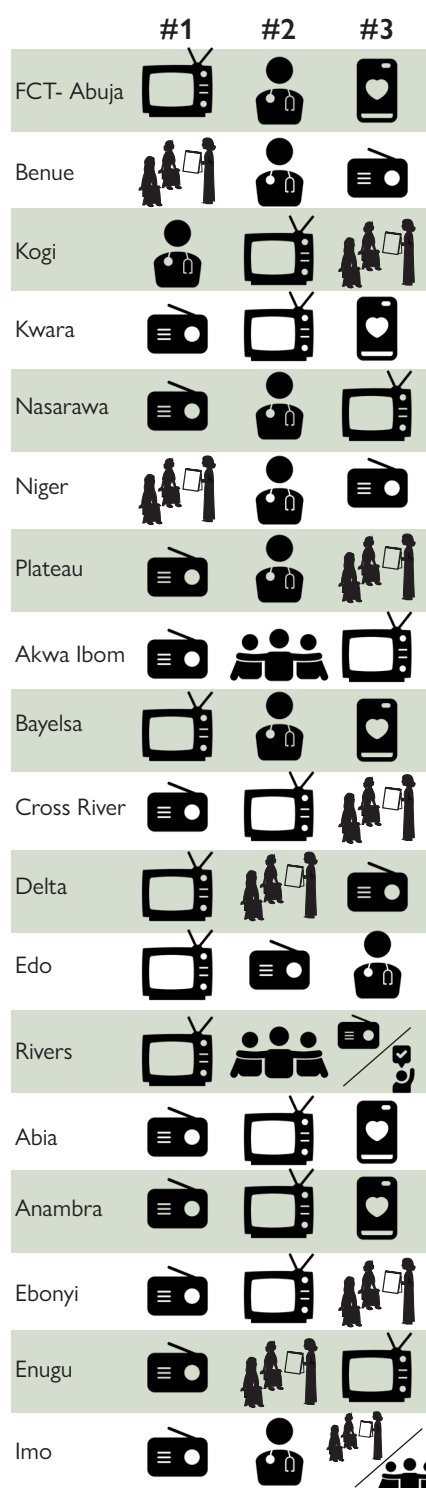 #1 #2 #3
FCT- Abuja
Benue
Kogi
Kwara
Nasarawa
Niger
Plateau
Akwa Ibom
Bayelsa
Cross River
Delta
Edo
Rivers
Abia
Anambra
Ebonyi
Enugu
Imo